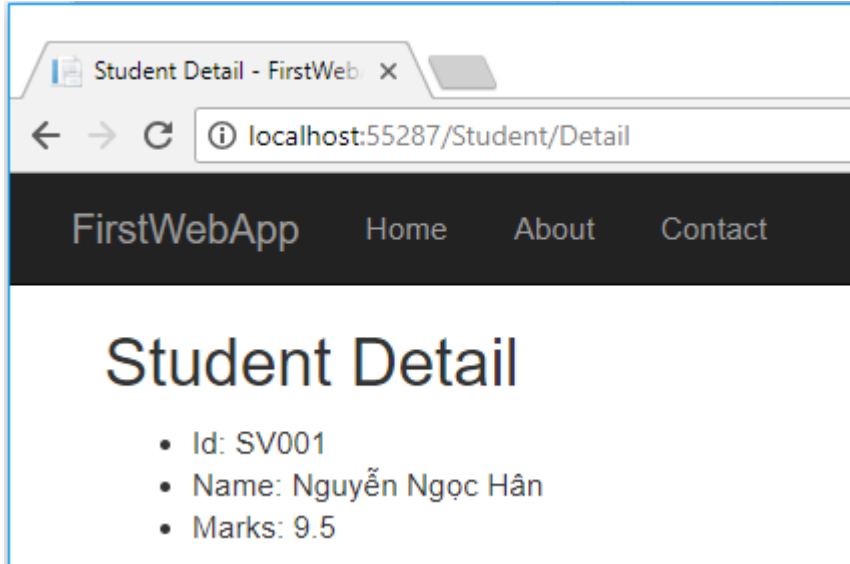 Student Detail - FirstWeb
localhost:55287/Student/Detail
FirstWebApp Home About Contact
Student Detail
Id: SV001
Name: Nguyễn Ngọc Hân
Marks: 9.5